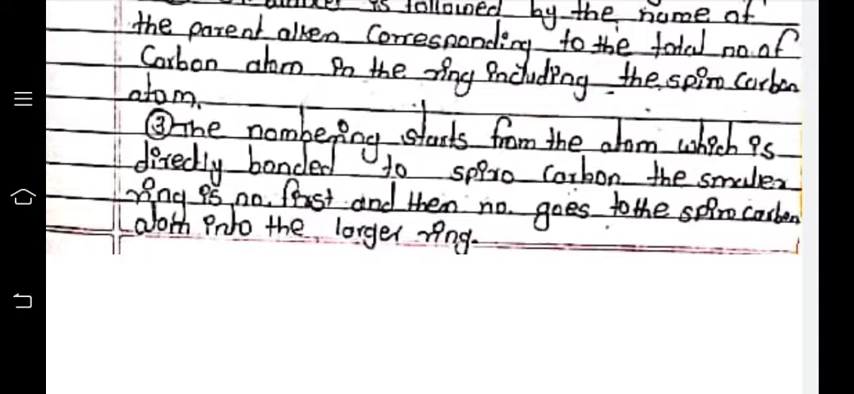 number is followed by the name of
the parent alken Corresponding to the total no. of
Carbon atom in the ring including the spiro carbon
atom.
③ The nombering starts from the atom which is
directly bonded to spiro Carbon the smaller
ring is no. first and then no. goes to the spiro carbon
atom into the larger ring.